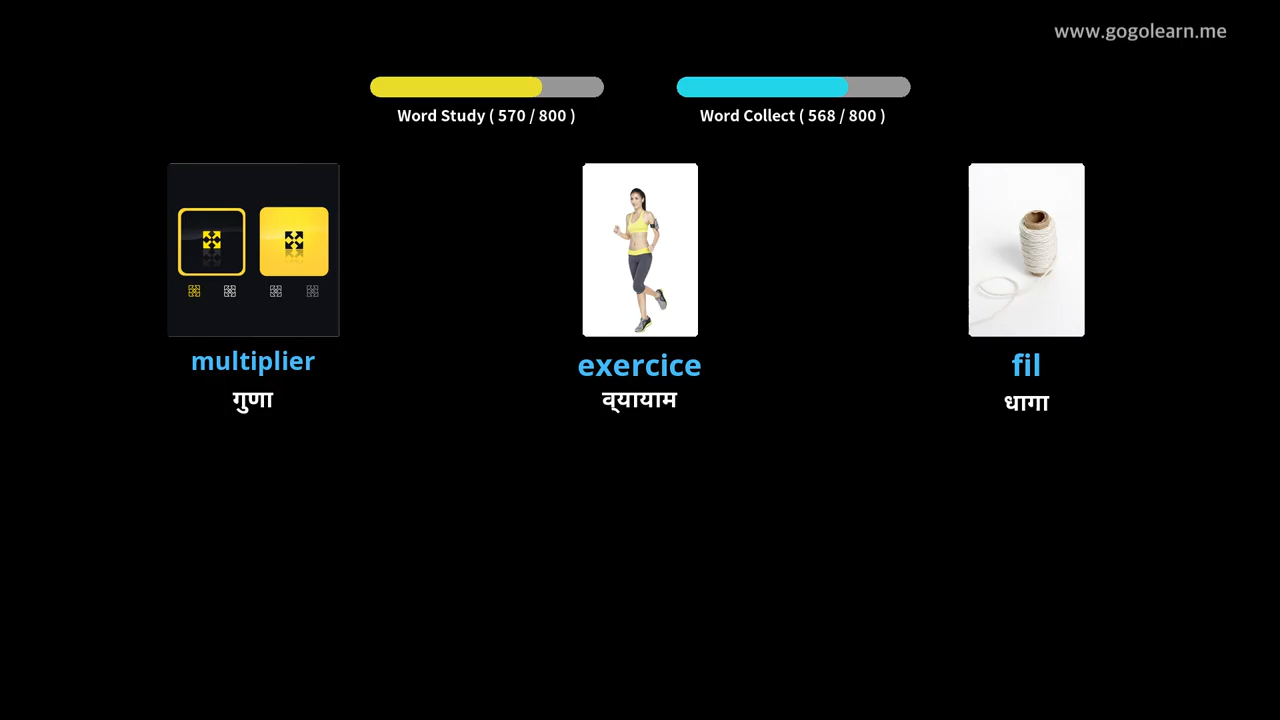 www.gogolearn.me
Word Study ( 570 / 800 )
Word Collect ( 568 / 800 )
multiplier
गुणा
exercice
व्यायाम
fil
धागा